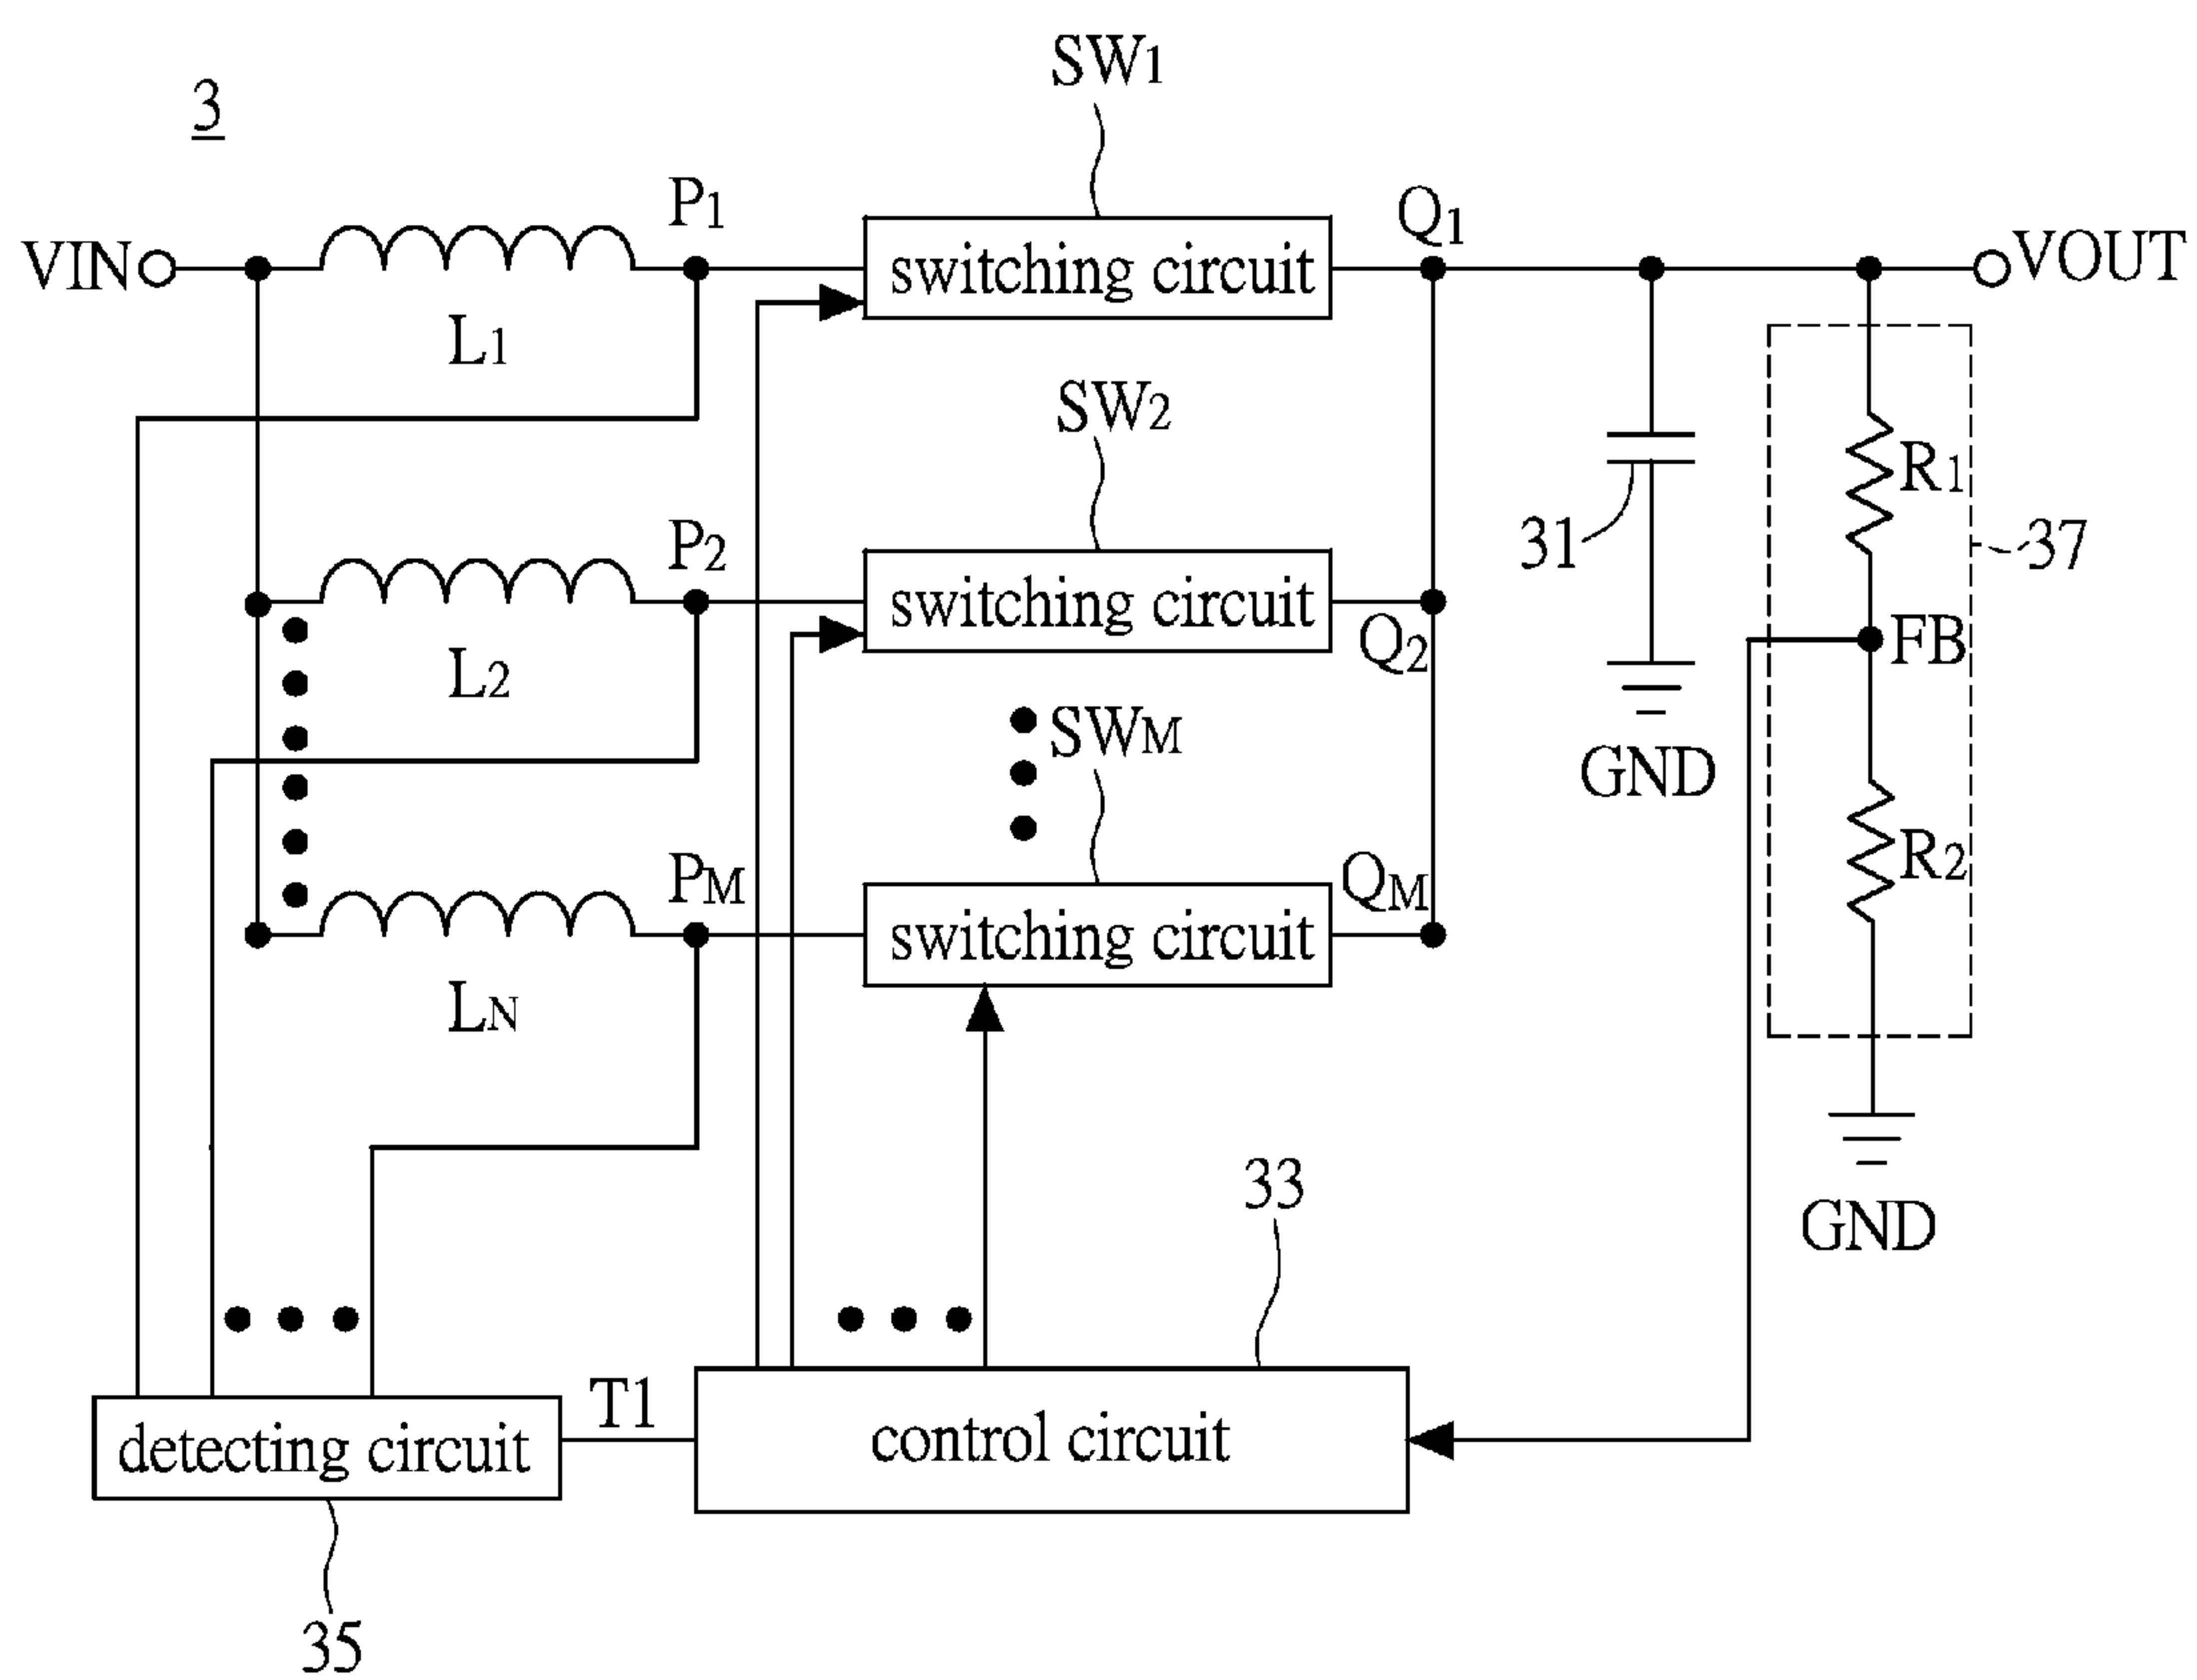 3
SW1
P1
Q1
VIN
switching circuit
VOUT
L1
SW2
R1
P2
31
37
switching circuit
FB
Q2
L2
SWM
GND
PM
QM
R2
switching circuit
LN
33
GND
T1
detecting circuit
control circuit
35